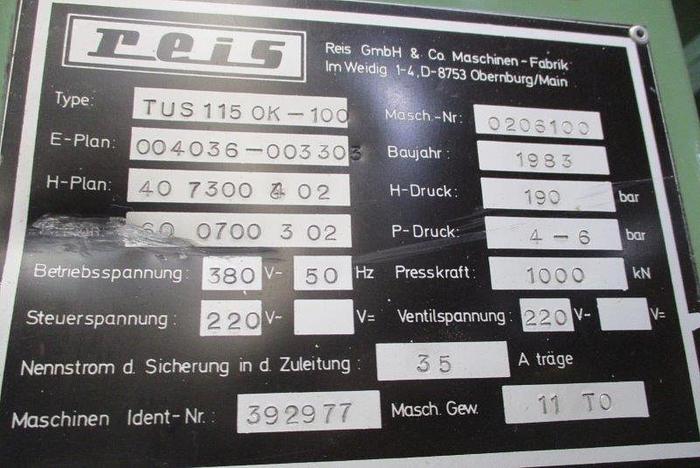 reis
Reis GmbH & Co. Maschinen-Fabrik
Im Weidig 1-4, D-8753 Obernburg/Main
Type: TUS 115 OK-100
Masch.-Nr: 0206100
E-Plan: 004036-003303
Baujahr: 1983
H-Plan: 40 7300 4 02
H-Druck: 190 bar
0700 3 02
P-Druck: 4-6 bar
Betriebsspannung: 380 V~ 50 Hz
Presskraft: 1000 kN
Steuerspannung: 220 V~ V=
Ventilspannung: 220 V~ V=
Nennstrom d. Sicherung in d. Zuleitung: 35 A träge
Maschinen Ident-Nr.: 392977
Masch. Gew. 11 TO